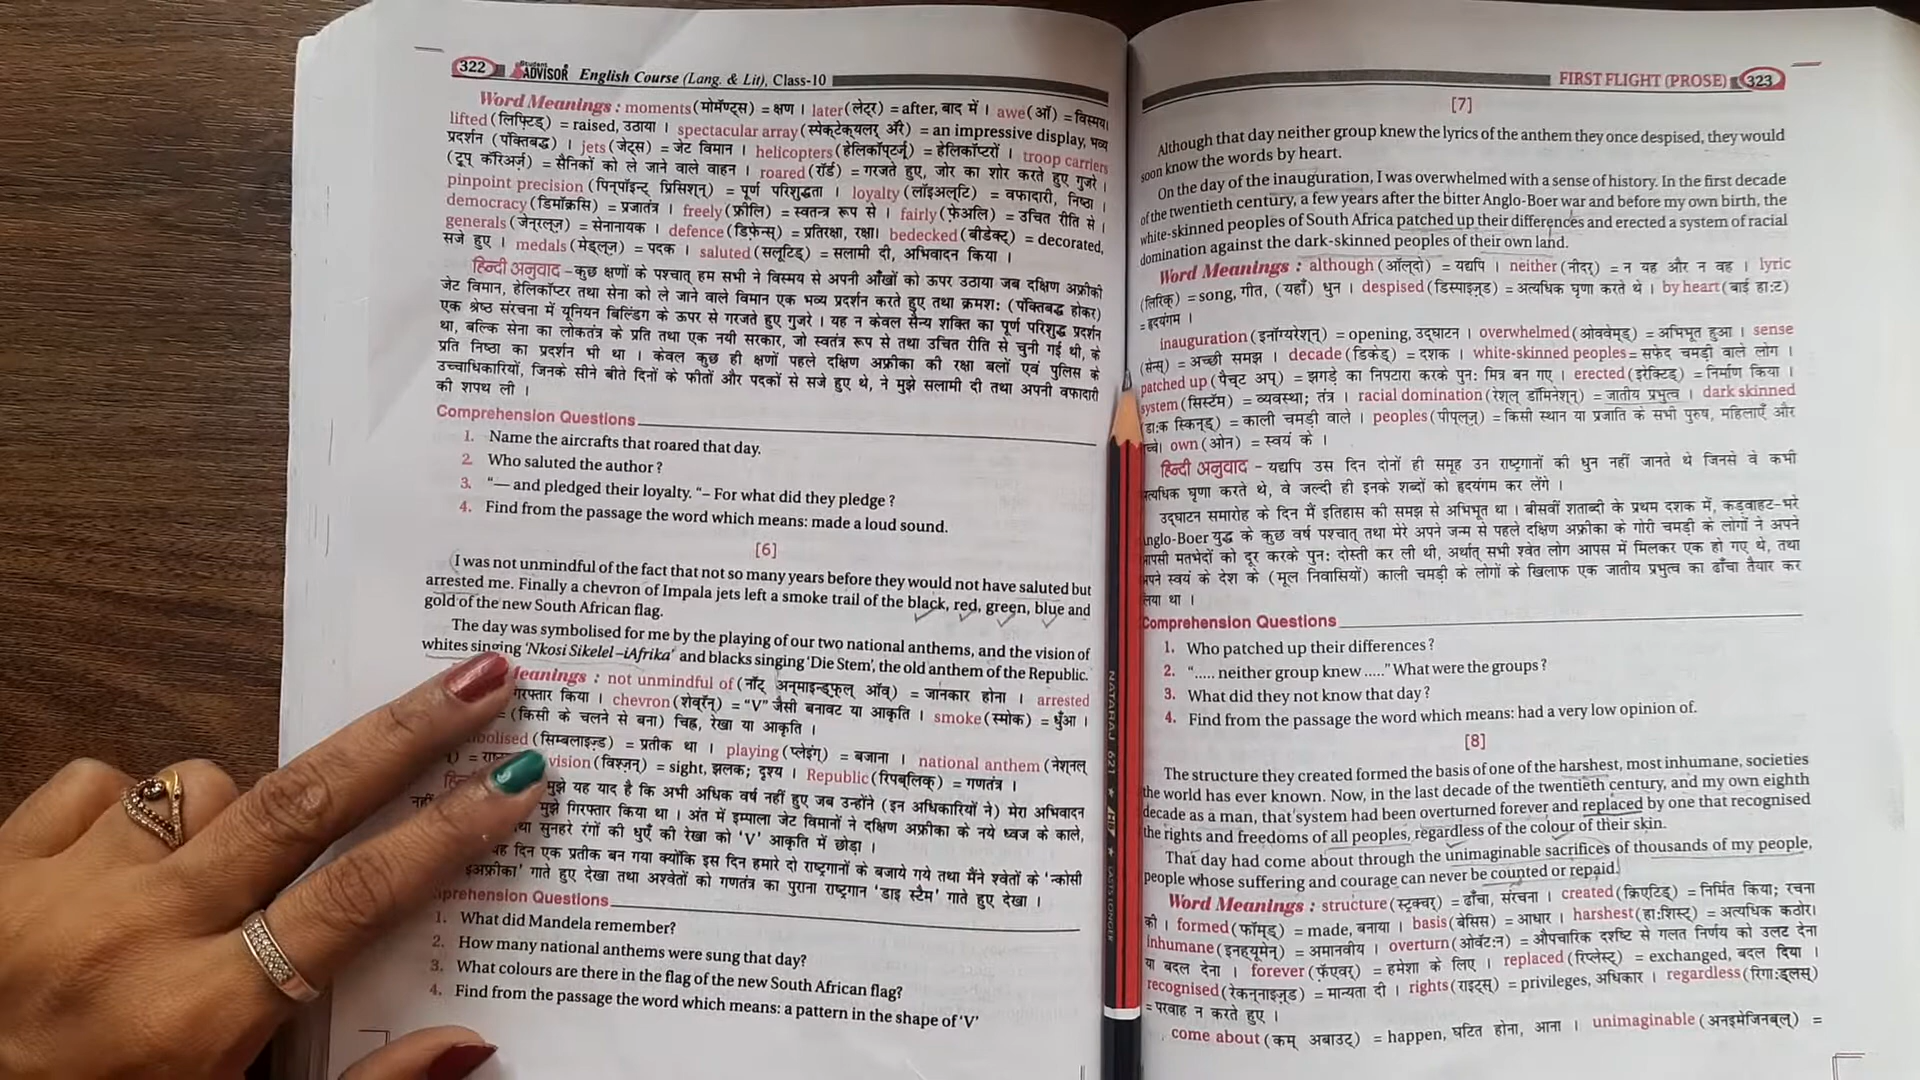 322 Student ADVISOR English Course (Lang. & Lit), Class-10
Word Meanings : moments (मोमॅण्ट्स) = क्षण । later (लेट्र) = after, बाद में । awe (ऑ) = विस्मय।
lifted (लिफ्टिड्) = raised, उठाया । spectacular array (स्पेक्टेक्यलर् अॅरे) = an impressive display, भव्य
प्रदर्शन (पंक्तिबद्ध) । jets (जेट्स) = जेट विमान । helicopters (हेलिकॉप्टर्ज़्) = हेलिकॉप्टरों । troop carriers
(ट्रूप् कॅरिअर्ज़) = सैनिकों को ले जाने वाले वाहन । roared (रॉर्ड) = गरजते हुए, जोर का शोर करते हुए गुजरे ।
pinpoint precision (पिन्पॉइन्ट् प्रिसिश्न्) = पूर्ण परिशुद्धता । loyalty (लॉइअल्टि) = वफादारी, निष्ठा ।
democracy (डिमॉक्रसि) = प्रजातंत्र । freely (फ्रीलि) = स्वतन्त्र रूप से । fairly (फ़ेअलि) = उचित रीति से ।
generals (जेन्रल्ज़) = सेनानायक । defence (डिफ़ेन्स्) = प्रतिरक्षा, रक्षा। bedecked (बीडेक्ट्) = decorated,
सजे हुए । medals (मेड्ल्ज़) = पदक । saluted (सलूटिड्) = सलामी दी, अभिवादन किया ।
हिन्दी अनुवाद –कुछ क्षणों के पश्चात् हम सभी ने विस्मय से अपनी आँखों को ऊपर उठाया जब दक्षिण अफ्रीकी
जेट विमान, हेलिकॉप्टर तथा सेना को ले जाने वाले विमान एक भव्य प्रदर्शन करते हुए तथा क्रमश: (पंक्तिबद्ध होकर)
एक श्रेष्ठ संरचना में यूनियन बिल्डिंग के ऊपर से गरजते हुए गुजरे । यह न केवल सैन्य शक्ति का पूर्ण परिशुद्ध प्रदर्शन
था, बल्कि सेना का लोकतंत्र के प्रति तथा एक नयी सरकार, जो स्वतंत्र रूप से तथा उचित रीति से चुनी गई थी, के
प्रति निष्ठा का प्रदर्शन भी था । केवल कुछ ही क्षणों पहले दक्षिण अफ्रीका की रक्षा बलों एवं पुलिस के
उच्चाधिकारियों, जिनके सीने बीते दिनों के फीतों और पदकों से सजे हुए थे, ने मुझे सलामी दी तथा अपनी वफादारी
की शपथ ली ।
Comprehension Questions
1. Name the aircrafts that roared that day.
2. Who saluted the author?
3. “— and pledged their loyalty. “– For what did they pledge ?
4. Find from the passage the word which means: made a loud sound.
[6]
I was not unmindful of the fact that not so many years before they would not have saluted but
arrested me. Finally a chevron of Impala jets left a smoke trail of the black, red, green, blue and
gold of the new South African flag.
The day was symbolised for me by the playing of our two national anthems, and the vision of
whites singing 'Nkosi Sikelel –iAfrika' and blacks singing 'Die Stem', the old anthem of the Republic.
Meanings : not unmindful of (नॉट् अन्माइन्ड्फुल् ऑव्) = जानकार होना । arrested
गिरफ्तार किया । chevron (शेव्रॅन्) = “V” जैसी बनावट या आकृति । smoke (स्मोक) = धुँआ ।
= (किसी के चलने से बना) चिह्न, रेखा या आकृति ।
bolised (सिम्बलाइज़्ड) = प्रतीक था । playing (प्लेइंग) = बजाना । national anthem (नेश्नल्
vision (विश्ज़न्) = sight, झलक; दृश्य । Republic (रिपब्लिक्) = गणतंत्र ।
मुझे यह याद है कि अभी अधिक वर्ष नहीं हुए जब उन्होंने (इन अधिकारियों ने) मेरा अभिवादन
मुझे गिरफ्तार किया था । अंत में इम्पाला जेट विमानों ने दक्षिण अफ्रीका के नये ध्वज के काले,
था सुनहरे रंगों की धुएँ की रेखा को 'V' आकृति में छोड़ा ।
ह दिन एक प्रतीक बन गया क्योंकि इस दिन हमारे दो राष्ट्रगानों के बजाये गये तथा मैंने श्वेतों के 'न्कोसी
इअफ्रीका' गाते हुए देखा तथा अश्वेतों को गणतंत्र का पुराना राष्ट्रगान 'डाइ स्टैम' गाते हुए देखा ।
prehension Questions
1. What did Mandela remember?
2. How many national anthems were sung that day?
3. What colours are there in the flag of the new South African flag?
4. Find from the passage the word which means: a pattern in the shape of 'V'
FIRST FLIGHT (PROSE) 323
[7]
Although that day neither group knew the lyrics of the anthem they once despised, they would
soon know the words by heart.
On the day of the inauguration, I was overwhelmed with a sense of history. In the first decade
of the twentieth century, a few years after the bitter Anglo-Boer war and before my own birth, the
white-skinned peoples of South Africa patched up their differences and erected a system of racial
domination against the dark-skinned peoples of their own land.
Word Meanings : although (ऑल्दो) = यद्यपि । neither (नीदर्) = न यह और न वह । lyric
(लिरिक्) = song, गीत, (यहाँ) धुन । despised (डिस्पाइज़्ड) = अत्यधिक घृणा करते थे । by heart (बाई हाःट)
= हृदयंगम ।
inauguration (इनॉग्यरेश्न्) = opening, उद्घाटन । overwhelmed (ओववेम्ड्) = अभिभूत हुआ । sense
(सेन्स्) = अच्छी समझ । decade (डिकेड्) = दशक । white-skinned peoples = सफेद चमड़ी वाले लोग ।
patched up (पैच्ट अप्) = झगड़े का निपटारा करके पुन: मित्र बन गए । erected (इरेक्टिड्) = निर्माण किया ।
system (सिस्टॅम) = व्यवस्था; तंत्र । racial domination (रेश्ल् डॉमिनेश्न्) = जातीय प्रभुत्व । dark skinned
(डाःक स्किन्ड्) = काली चमड़ी वाले । peoples (पीप्ल्ज़) = किसी स्थान या प्रजाति के सभी पुरुष, महिलाएँ और
च्चे। own (ओन) = स्वयं के ।
हिन्दी अनुवाद – यद्यपि उस दिन दोनों ही समूह उन राष्ट्रगानों की धुन नहीं जानते थे जिनसे वे कभी
त्यधिक घृणा करते थे, वे जल्दी ही इनके शब्दों को हृदयंगम कर लेंगे ।
उद्घाटन समारोह के दिन मैं इतिहास की समझ से अभिभूत था । बीसवीं शताब्दी के प्रथम दशक में, कड़वाहट-भरे
Anglo-Boer युद्ध के कुछ वर्ष पश्चात् तथा मेरे अपने जन्म से पहले दक्षिण अफ्रीका के गोरी चमड़ी के लोगों ने अपने
आपसी मतभेदों को दूर करके पुन: दोस्ती कर ली थी, अर्थात् सभी श्वेत लोग आपस में मिलकर एक हो गए थे, तथा
पने स्वयं के देश के (मूल निवासियों) काली चमड़ी के लोगों के खिलाफ एक जातीय प्रभुत्व का ढाँचा तैयार कर
लया था ।
Comprehension Questions
1. Who patched up their differences?
2. “..... neither group knew .....” What were the groups?
3. What did they not know that day?
4. Find from the passage the word which means: had a very low opinion of.
[8]
The structure they created formed the basis of one of the harshest, most inhumane, societies
the world has ever known. Now, in the last decade of the twentieth century, and my own eighth
decade as a man, that system had been overturned forever and replaced by one that recognised
the rights and freedoms of all peoples, regardless of the colour of their skin.
That day had come about through the unimaginable sacrifices of thousands of my people,
people whose suffering and courage can never be counted or repaid.
Word Meanings : structure (स्ट्रक्चर्) = ढाँचा, संरचना । created (क्रिएटिड्) = निर्मित किया; रचना
की । formed (फॉम्ड्) = made, बनाया । basis (बेसिस) = आधार । harshest (हाःशिस्ट्) = अत्यधिक कठोर।
inhumane (इनह्यूमेन्) = अमानवीय । overturn (ओवॅटःन) = औपचारिक दृष्टि से गलत निर्णय को उलट देना
या बदल देना । forever (फ़ॅएवर्) = हमेशा के लिए । replaced (रिप्लेस्ट्) = exchanged, बदल दिया ।
recognised (रेकग्नाइज़्ड) = मान्यता दी । rights (राइट्स्) = privileges, अधिकार । regardless (रिगाःड्लस्)
= परवाह न करते हुए ।
come about (कम् अबाउट्) = happen, घटित होना, आना । unimaginable (अनइमेजिनब्ल्) =
NATARAJ 621 ★ HB ★ LASTS LONGER